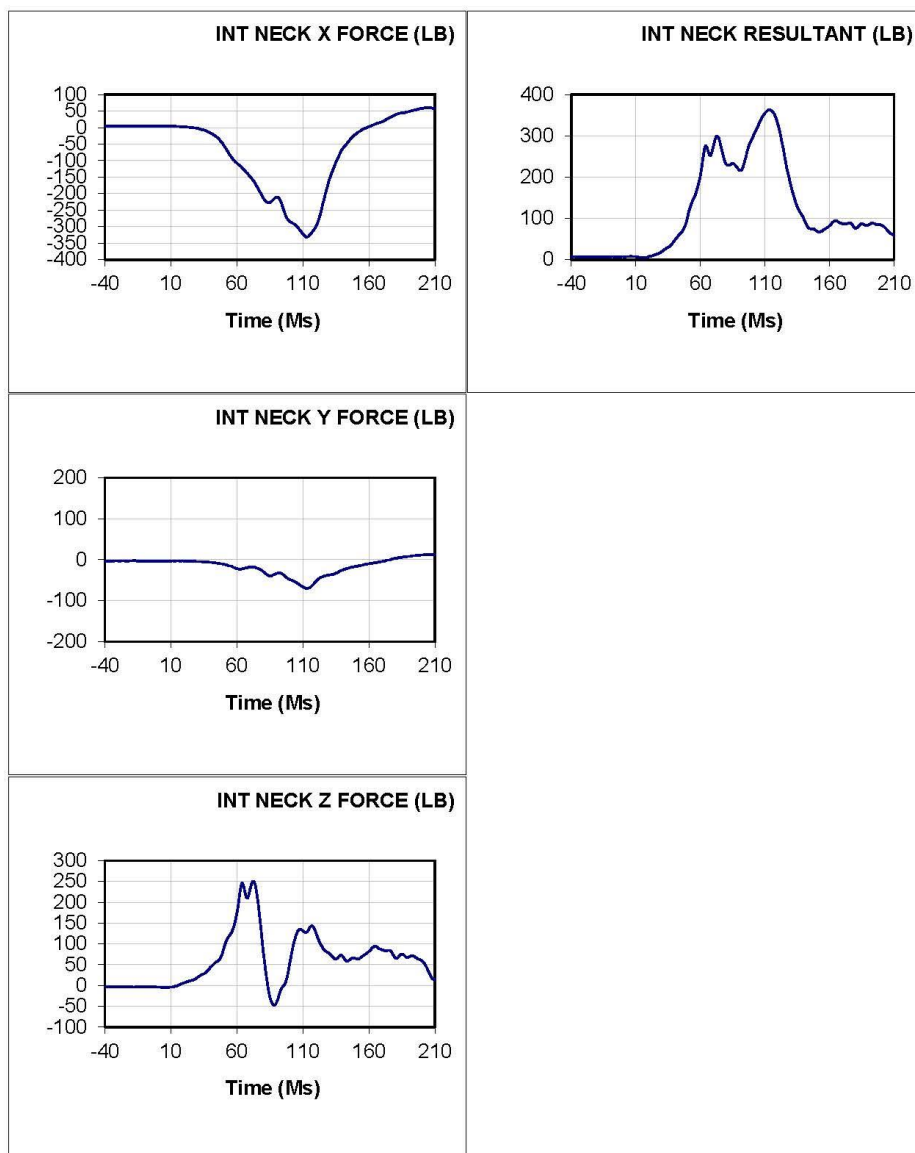 INT NECK X FORCE (LB)
100
50
0
-50
-100
-150
-200
-250
-300
-350
-400
-40 10 60 110 160 210
Time (Ms)
INT NECK RESULTANT (LB)
400
300
200
100
0
-40 10 60 110 160 210
Time (Ms)
INT NECK Y FORCE (LB)
200
100
0
-100
-200
-40 10 60 110 160 210
Time (Ms)
INT NECK Z FORCE (LB)
300
250
200
150
100
50
0
-50
-100
-40 10 60 110 160 210
Time (Ms)